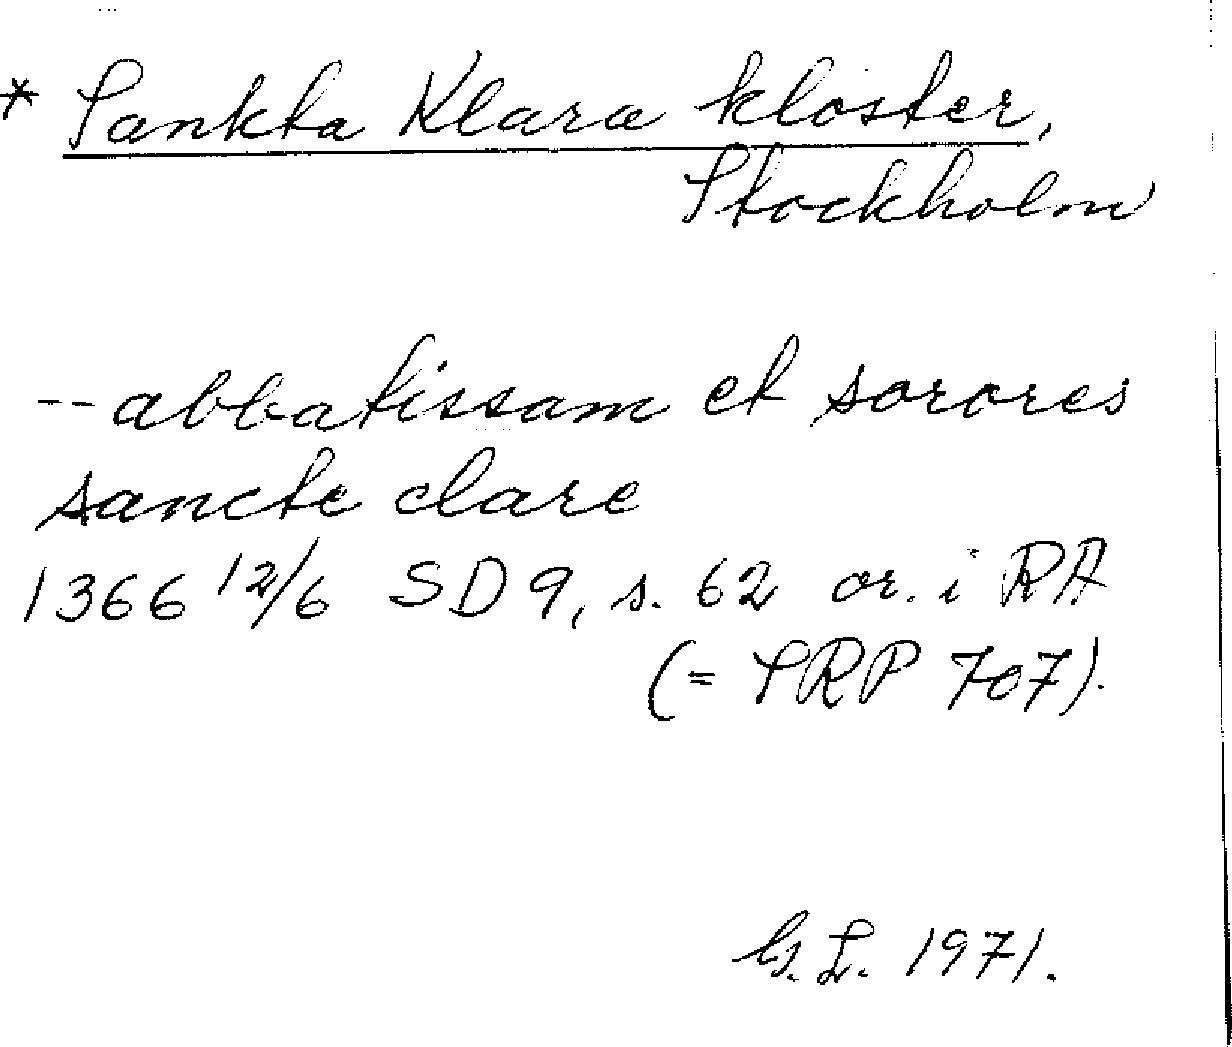 * Sankta Klara kloster,
Stockholm
-- abbatissam et sorores
sancte clare
1366 12/6 SD 9, s. 62 or. i RA
(= SRP 707).
G. L. 1971.